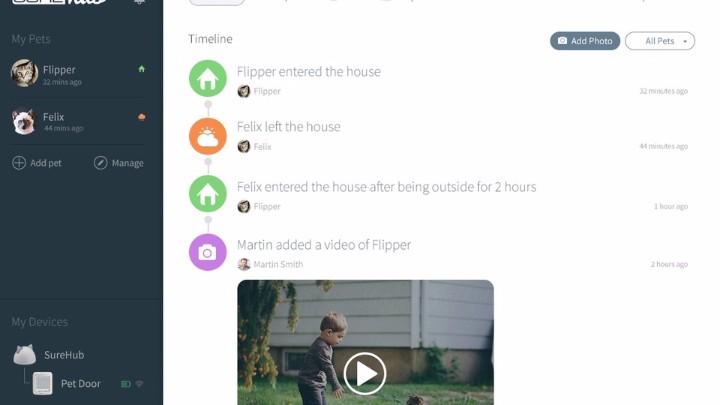 My Pets
Flipper
32 mins ago
Felix
44 mins ago
Add pet
Manage
My Devices
SureHub
Pet Door
Timeline
Add Photo
All Pets
Flipper entered the house
Flipper
32 minutes ago
Felix left the house
Felix
44 minutes ago
Felix entered the house after being outside for 2 hours
Flipper
1 hour ago
Martin added a video of Flipper
Martin Smith
2 hours ago